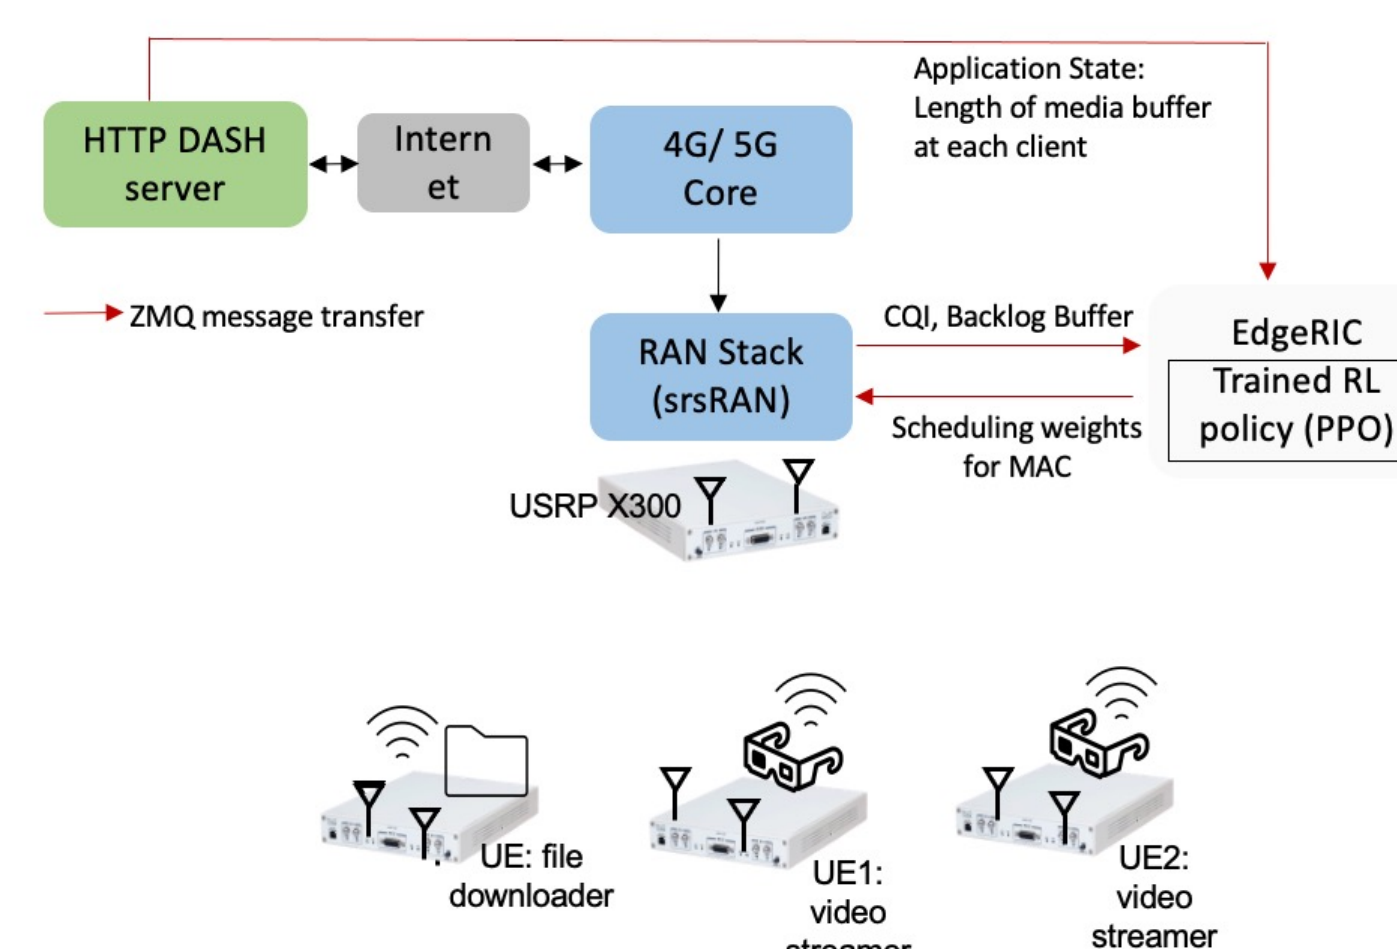 Application State:
Length of media buffer
at each client
HTTP DASH
server
Intern
et
4G/ 5G
Core
ZMQ message transfer
RAN Stack
(srsRAN)
CQI, Backlog Buffer
Scheduling weights
for MAC
EdgeRIC
Trained RL
policy (PPO)
USRP X300
UE: file
downloader
UE1:
video
streamer
UE2:
video
streamer